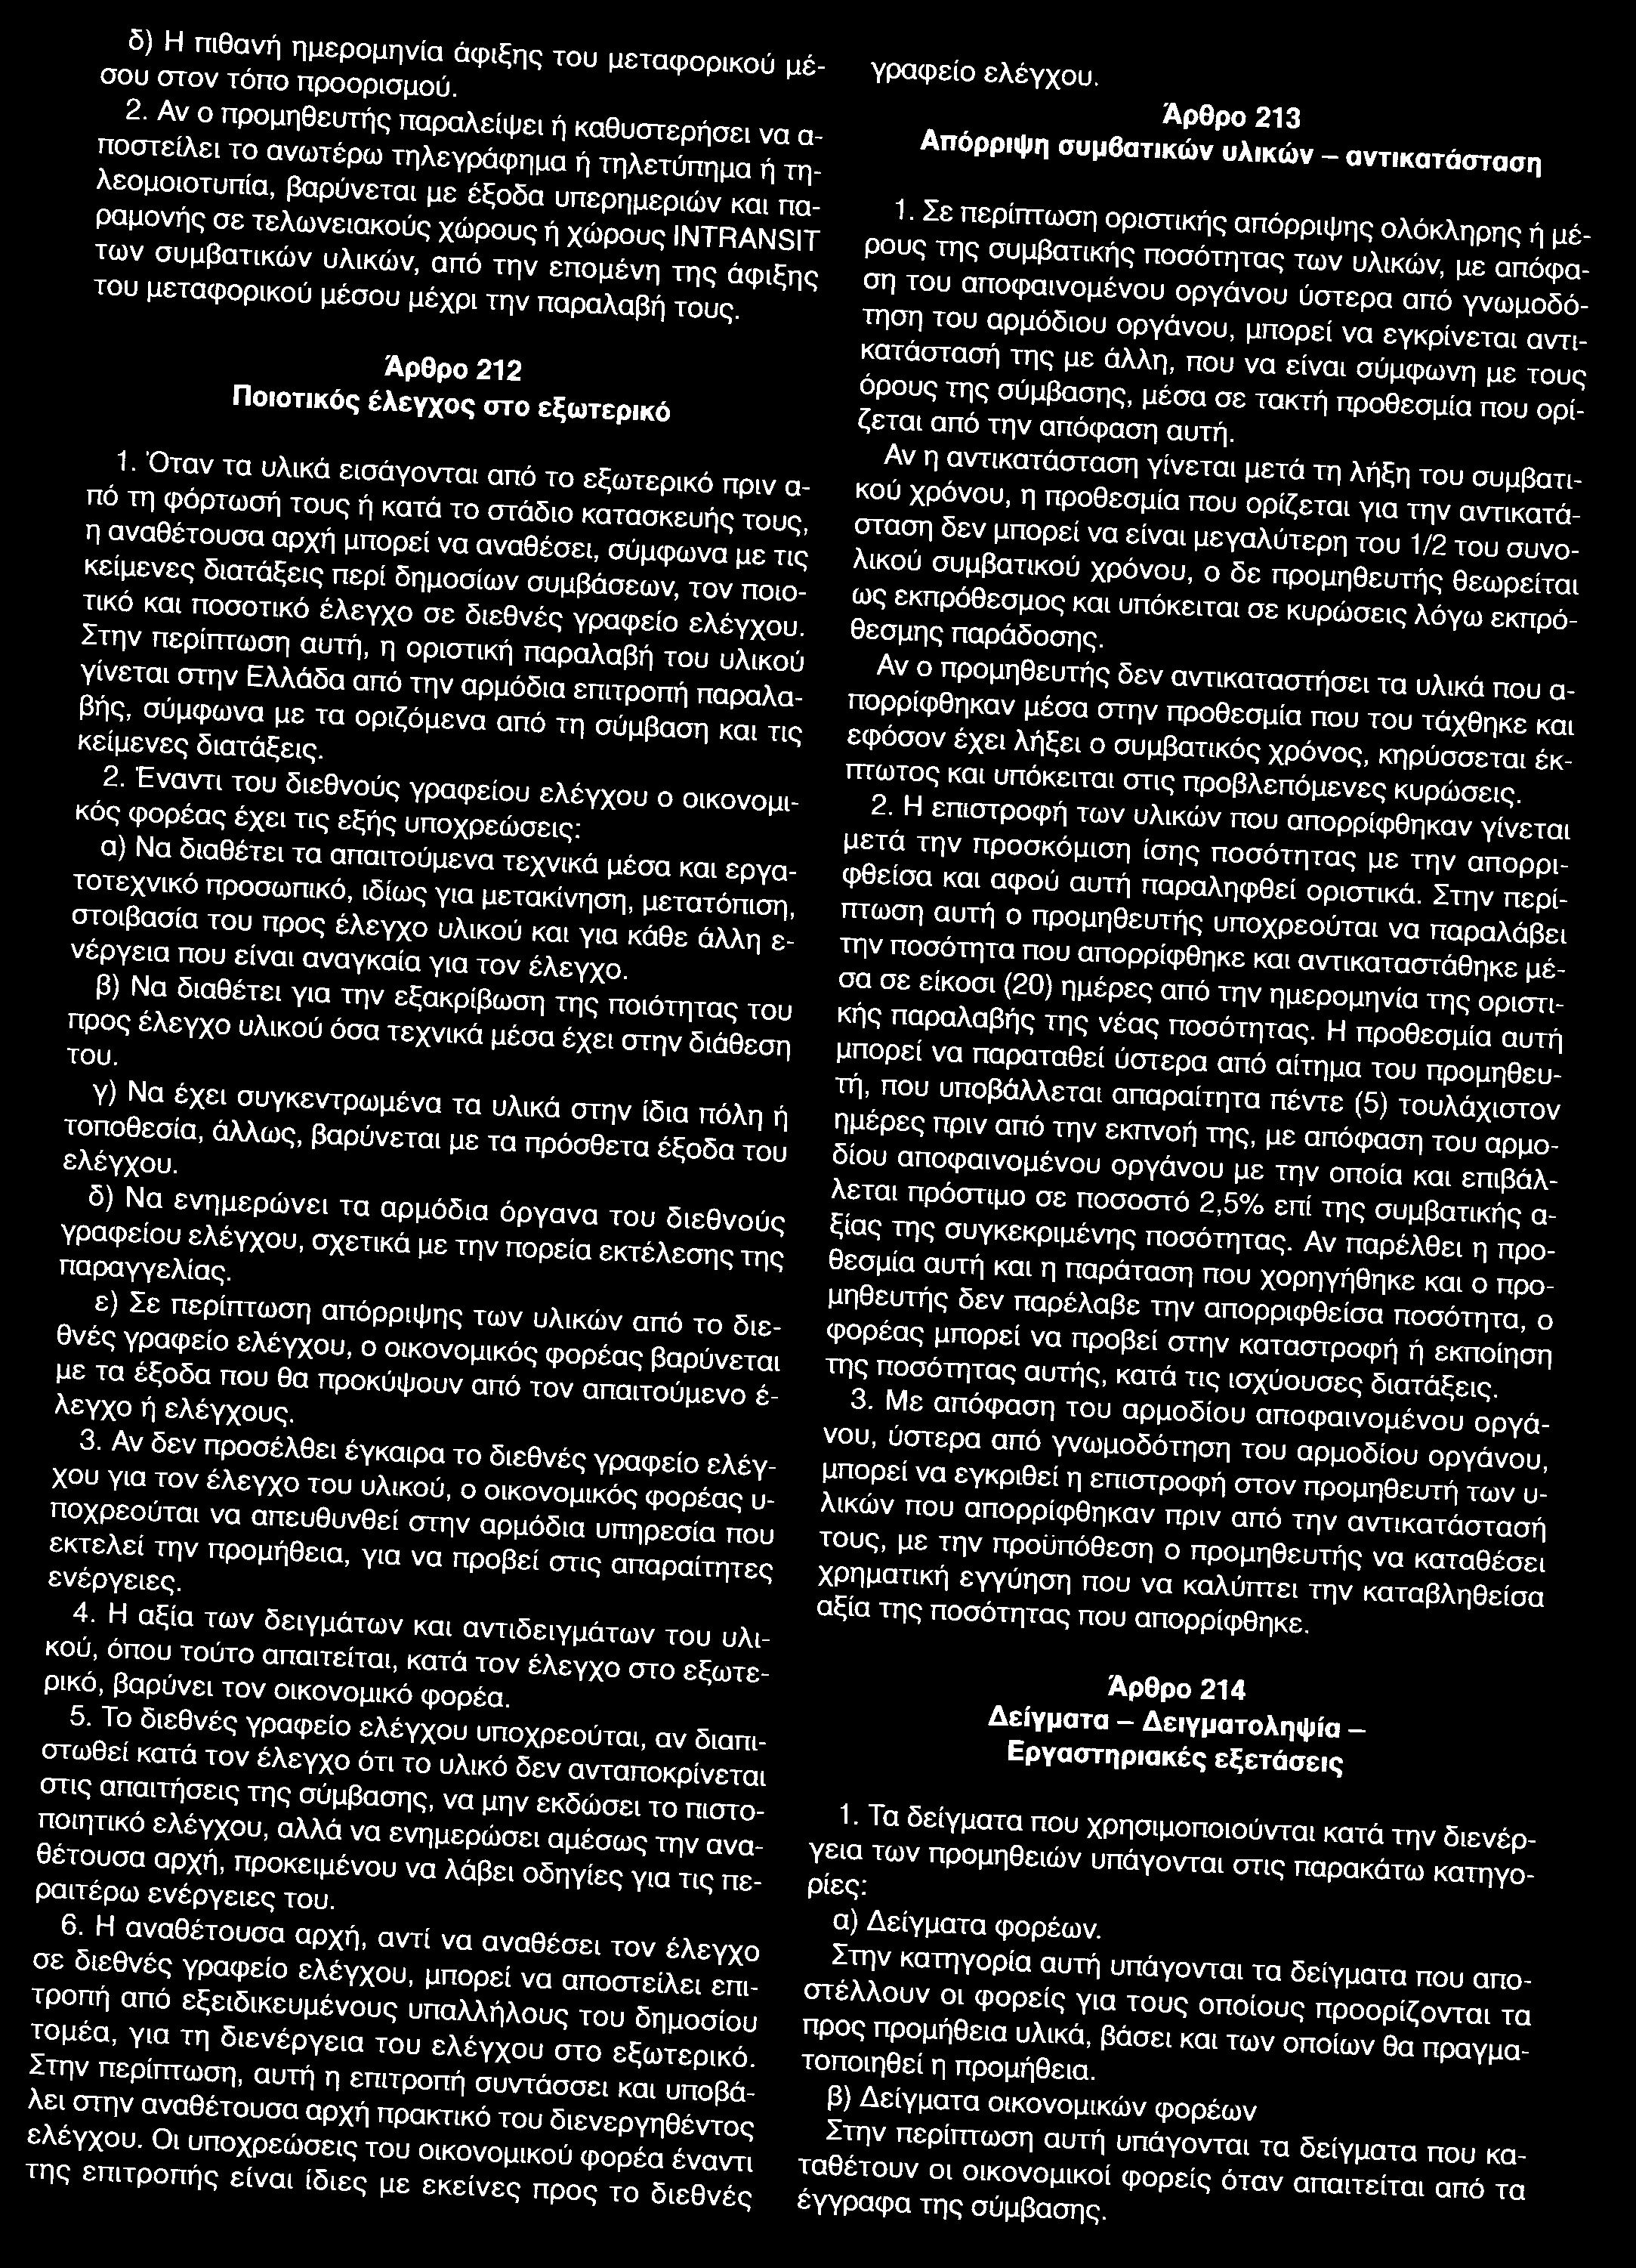 δ) Η πιθανή ημερομηνία άφιξης του μεταφορικού μέ-
σου στον τόπο προορισμού.
2. Αν ο προμηθευτής παραλείψει ή καθυστερήσει να α-
ποστείλει το ανωτέρω τηλεγράφημα ή τηλετύπημα ή τη-
λεομοιοτυπία, βαρύνεται με έξοδα υπερημεριών και πα-
ραμονής σε τελωνειακούς χώρους ή χώρους INTRANSIT
των συμβατικών υλικών, από την επομένη της άφιξης
του μεταφορικού μέσου μέχρι την παραλαβή τους.
Άρθρο 212
Ποιοτικός έλεγχος στο εξωτερικό
1. Όταν τα υλικά εισάγονται από το εξωτερικό πριν α-
πό τη φόρτωσή τους ή κατά το στάδιο κατασκευής τους,
η αναθέτουσα αρχή μπορεί να αναθέσει, σύμφωνα με τις
κείμενες διατάξεις περί δημοσίων συμβάσεων, τον ποιο-
τικό και ποσοτικό έλεγχο σε διεθνές γραφείο ελέγχου.
Στην περίπτωση αυτή, η οριστική παραλαβή του υλικού
γίνεται στην Ελλάδα από την αρμόδια επιτροπή παραλα-
βής, σύμφωνα με τα οριζόμενα από τη σύμβαση και τις
κείμενες διατάξεις.
2. Έναντι του διεθνούς γραφείου ελέγχου ο οικονομι-
κός φορέας έχει τις εξής υποχρεώσεις:
α) Να διαθέτει τα απαιτούμενα τεχνικά μέσα και εργα-
τοτεχνικό προσωπικό, ιδίως για μετακίνηση, μετατόπιση,
στοιβασία του προς έλεγχο υλικού και για κάθε άλλη ε-
νέργεια που είναι αναγκαία για τον έλεγχο.
β) Να διαθέτει για την εξακρίβωση της ποιότητας του
προς έλεγχο υλικού όσα τεχνικά μέσα έχει στην διάθεση
του.
γ) Να έχει συγκεντρωμένα τα υλικά στην ίδια πόλη ή
τοποθεσία, άλλως, βαρύνεται με τα πρόσθετα έξοδα του
ελέγχου.
δ) Να ενημερώνει τα αρμόδια όργανα του διεθνούς
γραφείου ελέγχου, σχετικά με την πορεία εκτέλεσης της
παραγγελίας.
ε) Σε περίπτωση απόρριψης των υλικών από το διε-
θνές γραφείο ελέγχου, ο οικονομικός φορέας βαρύνεται
με τα έξοδα που θα προκύψουν από τον απαιτούμενο έ-
λεγχο ή ελέγχους.
3. Αν δεν προσέλθει έγκαιρα το διεθνές γραφείο ελέγ-
χου για τον έλεγχο του υλικού, ο οικονομικός φορέας υ-
ποχρεούται να απευθυνθεί στην αρμόδια υπηρεσία που
εκτελεί την προμήθεια, για να προβεί στις απαραίτητες
ενέργειες.
4. Η αξία των δειγμάτων και αντιδειγμάτων του υλι-
κού, όπου τούτο απαιτείται, κατά τον έλεγχο στο εξωτε-
ρικό, βαρύνει τον οικονομικό φορέα.
5. Το διεθνές γραφείο ελέγχου υποχρεούται, αν διαπι-
στωθεί κατά τον έλεγχο ότι το υλικό δεν ανταποκρίνεται
στις απαιτήσεις της σύμβασης, να μην εκδώσει το πιστο-
ποιητικό ελέγχου, αλλά να ενημερώσει αμέσως την ανα-
θέτουσα αρχή, προκειμένου να λάβει οδηγίες για τις πε-
ραιτέρω ενέργειες του.
6. Η αναθέτουσα αρχή, αντί να αναθέσει τον έλεγχο
σε διεθνές γραφείο ελέγχου, μπορεί να αποστείλει επι-
τροπή από εξειδικευμένους υπαλλήλους του δημοσίου
τομέα, για τη διενέργεια του ελέγχου στο εξωτερικό.
Στην περίπτωση, αυτή η επιτροπή συντάσσει και υποβά-
λει στην αναθέτουσα αρχή πρακτικό του διενεργηθέντος
ελέγχου. Οι υποχρεώσεις του οικονομικού φορέα έναντι
της επιτροπής είναι ίδιες με εκείνες προς το διεθνές
γραφείο ελέγχου.
Άρθρο 213
Απόρριψη συμβατικών υλικών – αντικατάσταση
1. Σε περίπτωση οριστικής απόρριψης ολόκληρης ή μέ-
ρους της συμβατικής ποσότητας των υλικών, με απόφα-
ση του αποφαινομένου οργάνου ύστερα από γνωμοδό-
τηση του αρμόδιου οργάνου, μπορεί να εγκρίνεται αντι-
κατάστασή της με άλλη, που να είναι σύμφωνη με τους
όρους της σύμβασης, μέσα σε τακτή προθεσμία που ορί-
ζεται από την απόφαση αυτή.
Αν η αντικατάσταση γίνεται μετά τη λήξη του συμβατι-
κού χρόνου, η προθεσμία που ορίζεται για την αντικατά-
σταση δεν μπορεί να είναι μεγαλύτερη του 1/2 του συνο-
λικού συμβατικού χρόνου, ο δε προμηθευτής θεωρείται
ως εκπρόθεσμος και υπόκειται σε κυρώσεις λόγω εκπρό-
θεσμης παράδοσης.
Αν ο προμηθευτής δεν αντικαταστήσει τα υλικά που α-
πορρίφθηκαν μέσα στην προθεσμία που του τάχθηκε και
εφόσον έχει λήξει ο συμβατικός χρόνος, κηρύσσεται έκ-
πτωτος και υπόκειται στις προβλεπόμενες κυρώσεις.
2. Η επιστροφή των υλικών που απορρίφθηκαν γίνεται
μετά την προσκόμιση ίσης ποσότητας με την απορρι-
φθείσα και αφού αυτή παραληφθεί οριστικά. Στην περί-
πτωση αυτή ο προμηθευτής υποχρεούται να παραλάβει
την ποσότητα που απορρίφθηκε και αντικαταστάθηκε μέ-
σα σε είκοσι (20) ημέρες από την ημερομηνία της οριστι-
κής παραλαβής της νέας ποσότητας. Η προθεσμία αυτή
μπορεί να παραταθεί ύστερα από αίτημα του προμηθευ-
τή, που υποβάλλεται απαραίτητα πέντε (5) τουλάχιστον
ημέρες πριν από την εκπνοή της, με απόφαση του αρμο-
δίου αποφαινομένου οργάνου με την οποία και επιβάλ-
λεται πρόστιμο σε ποσοστό 2,5% επί της συμβατικής α-
ξίας της συγκεκριμένης ποσότητας. Αν παρέλθει η προ-
θεσμία αυτή και η παράταση που χορηγήθηκε και ο προ-
μηθευτής δεν παρέλαβε την απορριφθείσα ποσότητα, ο
φορέας μπορεί να προβεί στην καταστροφή ή εκποίηση
της ποσότητας αυτής, κατά τις ισχύουσες διατάξεις.
3. Με απόφαση του αρμοδίου αποφαινομένου οργά-
νου, ύστερα από γνωμοδότηση του αρμοδίου οργάνου,
μπορεί να εγκριθεί η επιστροφή στον προμηθευτή των υ-
λικών που απορρίφθηκαν πριν από την αντικατάστασή
τους, με την προϋπόθεση ο προμηθευτής να καταθέσει
χρηματική εγγύηση που να καλύπτει την καταβληθείσα
αξία της ποσότητας που απορρίφθηκε.
Άρθρο 214
Δείγματα – Δειγματοληψία –
Εργαστηριακές εξετάσεις
1. Τα δείγματα που χρησιμοποιούνται κατά την διενέρ-
γεια των προμηθειών υπάγονται στις παρακάτω κατηγο-
ρίες:
α) Δείγματα φορέων.
Στην κατηγορία αυτή υπάγονται τα δείγματα που απο-
στέλλουν οι φορείς για τους οποίους προορίζονται τα
προς προμήθεια υλικά, βάσει και των οποίων θα πραγμα-
τοποιηθεί η προμήθεια.
β) Δείγματα οικονομικών φορέων
Στην περίπτωση αυτή υπάγονται τα δείγματα που κα-
ταθέτουν οι οικονομικοί φορείς όταν απαιτείται από τα
έγγραφα της σύμβασης.